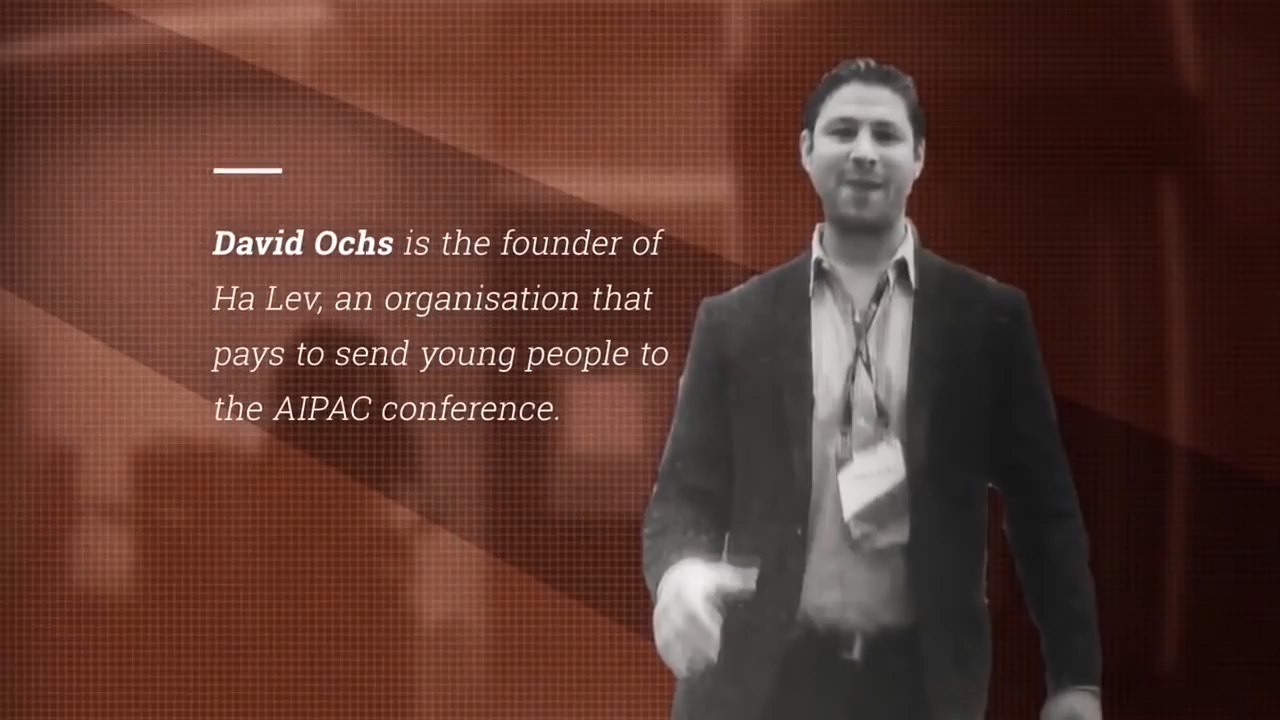 David Ochs is the founder of
Ha Lev, an organisation that
pays to send young people to
the AIPAC conference.